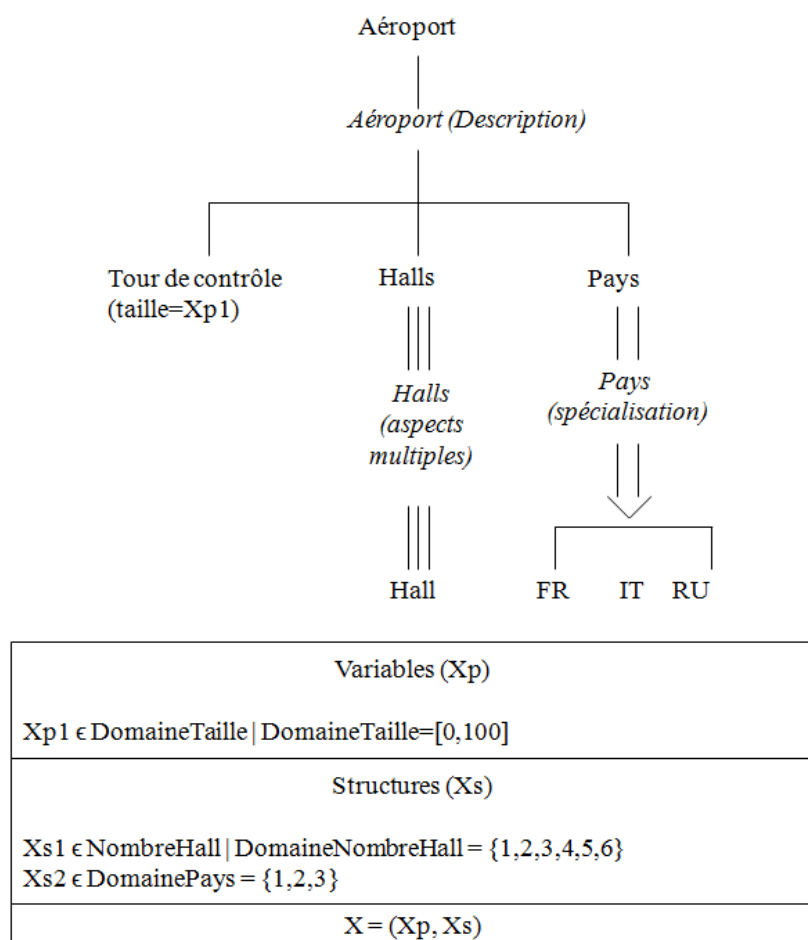 Aéroport
Aéroport (Description)
Tour de contrôle
(taille=Xp1)
Halls
Pays
Halls
(aspects
multiples)
Pays
(spécialisation)
Hall
FR
IT
RU
Variables (Xp)
Xp1 ϵ DomaineTaille | DomaineTaille=[0,100]
Structures (Xs)
Xs1 ϵ NombreHall | DomaineNombreHall = {1,2,3,4,5,6}
Xs2 ϵ DomainePays = {1,2,3}
X = (Xp, Xs)